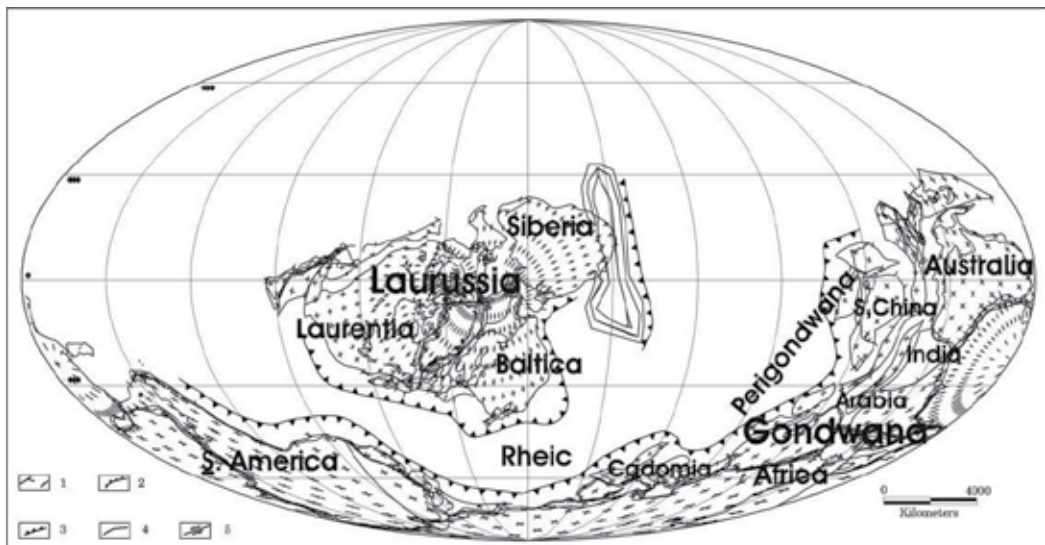 Siberia
Laurussia
Australia
S.China
Laurentia
India
Baltica
Perigondwana
Arabia
Gondwana
S. America
Rheic
Cadomia
Africa
1
2
3
4
5
0 4000
Kilometers